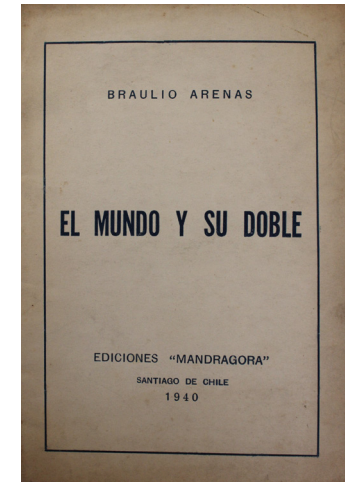 BRAULIO ARENAS
EL MUNDO Y SU DOBLE
EDICIONES "MANDRAGORA"
SANTIAGO DE CHILE
1940